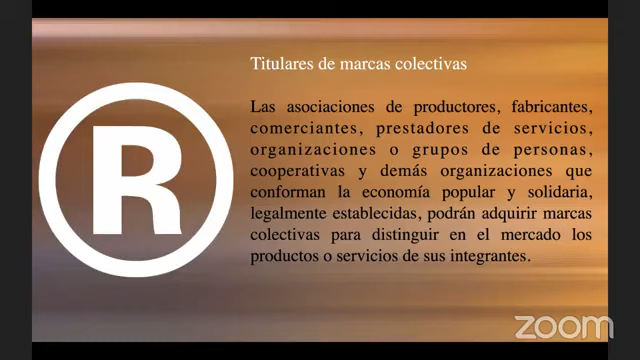 Titulares de marcas colectivas
Las asociaciones de productores, fabricantes,
comerciantes, prestadores de servicios,
organizaciones o grupos de personas,
cooperativas y demás organizaciones que
conforman la economía popular y solidaria,
legalmente establecidas, podrán adquirir marcas
colectivas para distinguir en el mercado los
productos o servicios de sus integrantes.
R
zoom